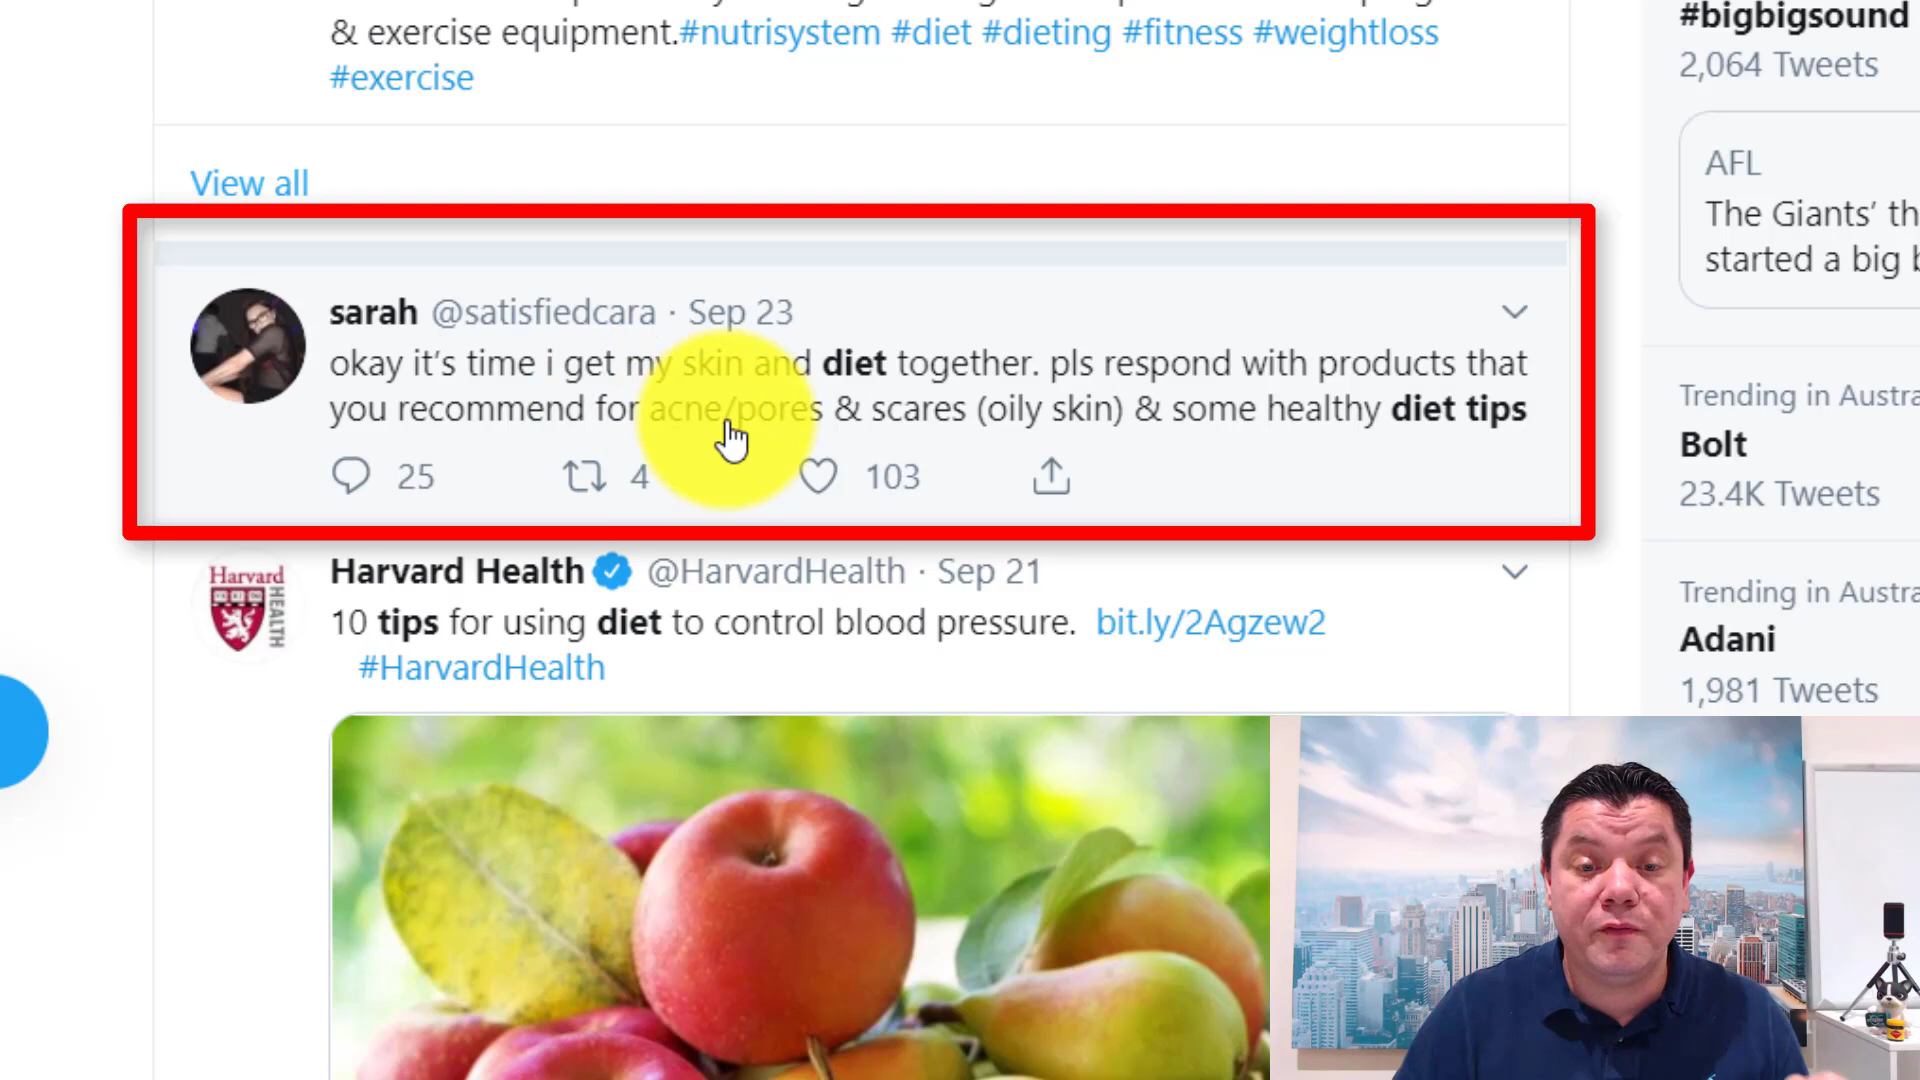 & exercise equipment.#nutrisystem #diet #dieting #fitness #weightloss
#exercise
View all
sarah @satisfiedcara · Sep 23
okay it's time i get my skin and diet together. pls respond with products that
you recommend for acne/pores & scares (oily skin) & some healthy diet tips
25 4 103
Harvard Health @HarvardHealth · Sep 21
10 tips for using diet to control blood pressure. bit.ly/2Agzew2
#HarvardHealth
Harvard
HEALTH
#bigbigsound
2,064 Tweets
AFL
The Giants' th
started a big b
Trending in Austra
Bolt
23.4K Tweets
Trending in Austra
Adani
1,981 Tweets